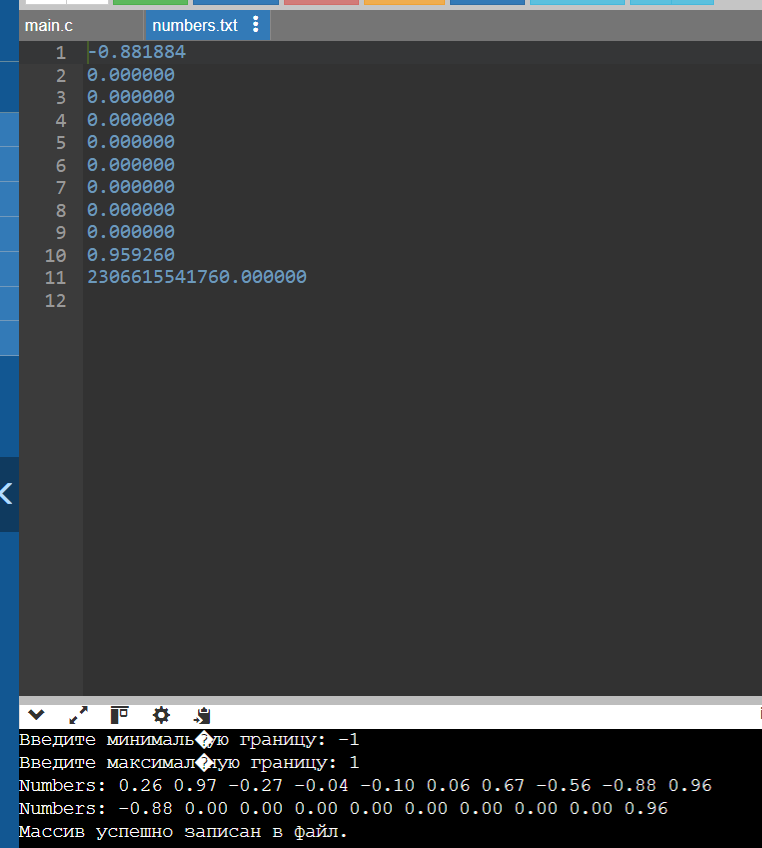 main.c
numbers.txt
1 -0.881884
2 0.000000
3 0.000000
4 0.000000
5 0.000000
6 0.000000
7 0.000000
8 0.000000
9 0.000000
10 0.959260
11 2306615541760.000000
12
Введите минималь�ую границу: -1
Введите максимал�ную границу: 1
Numbers: 0.26 0.97 -0.27 -0.04 -0.10 0.06 0.67 -0.56 -0.88 0.96
Numbers: -0.88 0.00 0.00 0.00 0.00 0.00 0.00 0.00 0.00 0.96
Массив успешно записан в файл.